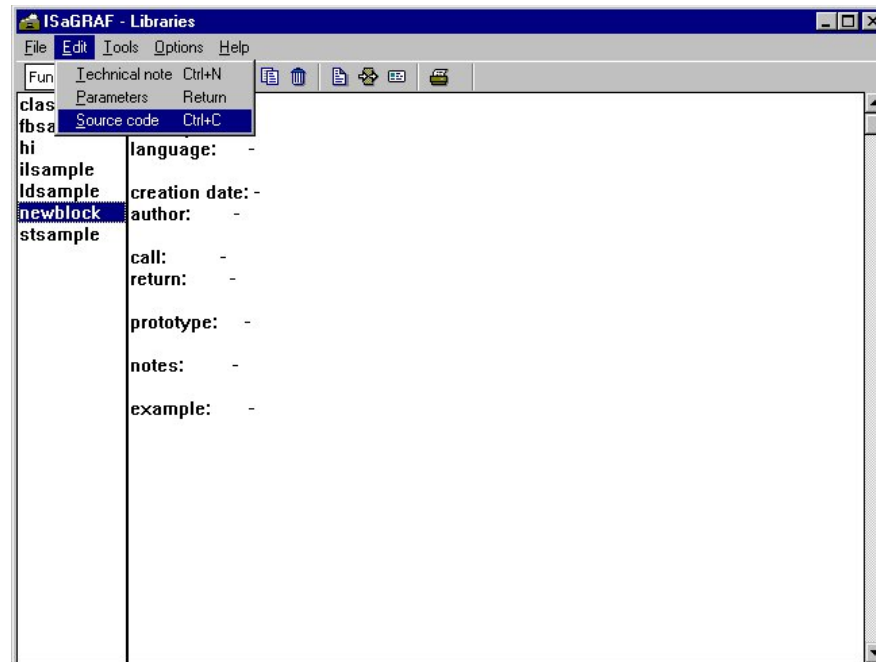 ISaGRAF - Libraries
File Edit Tools Options Help
Fun
Technical note Ctrl+N
Parameters Return
Source code Ctrl+C
clas
fbsa
hi
ilsample
ldsample
newblock
stsample
language: -
creation date: -
author: -
call: -
return: -
prototype: -
notes: -
example: -